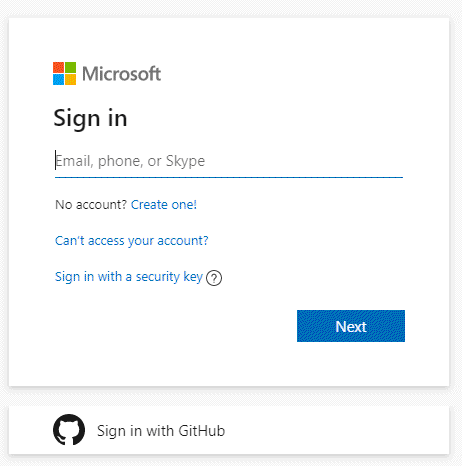 Microsoft
Sign in
Email, phone, or Skype
No account? Create one!
Can't access your account?
Sign in with a security key ?
Next
Sign in with GitHub